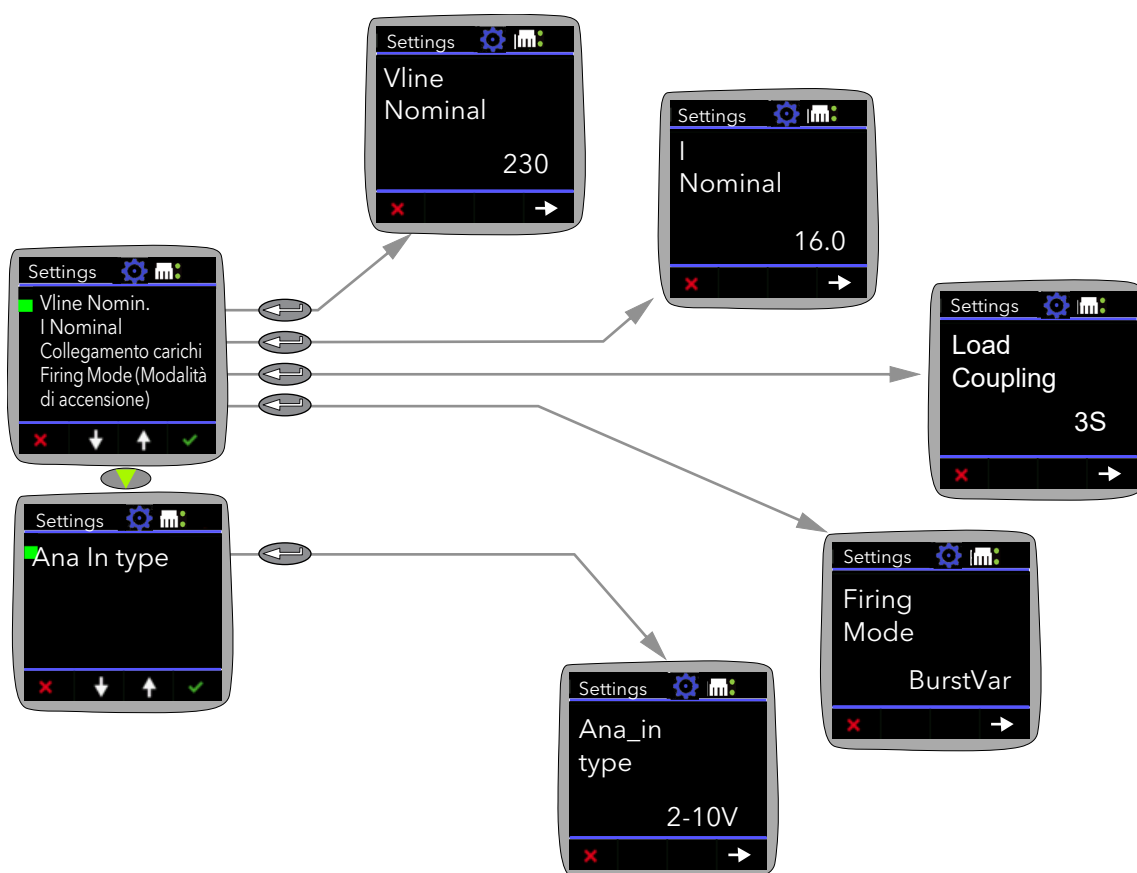 Settings
Vline
Nominal
230
Settings
I
Nominal
16.0
Settings
Vline Nomin.
I Nominal
Collegamento carichi
Firing Mode (Modalità
di accensione)
Settings
Load
Coupling
3S
Settings
Ana In type
Settings
Firing
Mode
BurstVar
Settings
Ana_in
type
2-10V